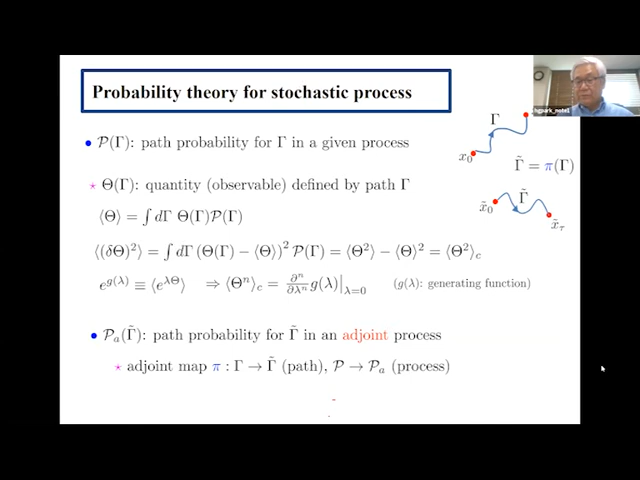 Probability theory for stochastic process
hgpark_note1
• 𝒫(Γ): path probability for Γ in a given process
⋆ Θ(Γ): quantity (observable) defined by path Γ
⟨Θ⟩ = ∫ dΓ Θ(Γ)𝒫(Γ)
⟨(δΘ)²⟩ = ∫ dΓ (Θ(Γ) − ⟨Θ⟩)² 𝒫(Γ) = ⟨Θ²⟩ − ⟨Θ⟩² = ⟨Θ²⟩_c
e^{g(λ)} ≡ ⟨e^{λΘ}⟩ ⇒ ⟨Θⁿ⟩_c = ∂ⁿ/∂λⁿ g(λ)|_{λ=0} (g(λ): generating function)
• 𝒫_a(Γ̃): path probability for Γ̃ in an adjoint process
⋆ adjoint map π : Γ → Γ̃ (path), 𝒫 → 𝒫_a (process)
Γ
x₀
Γ̃ = π(Γ)
Γ̃
x̃₀
x̃_τ